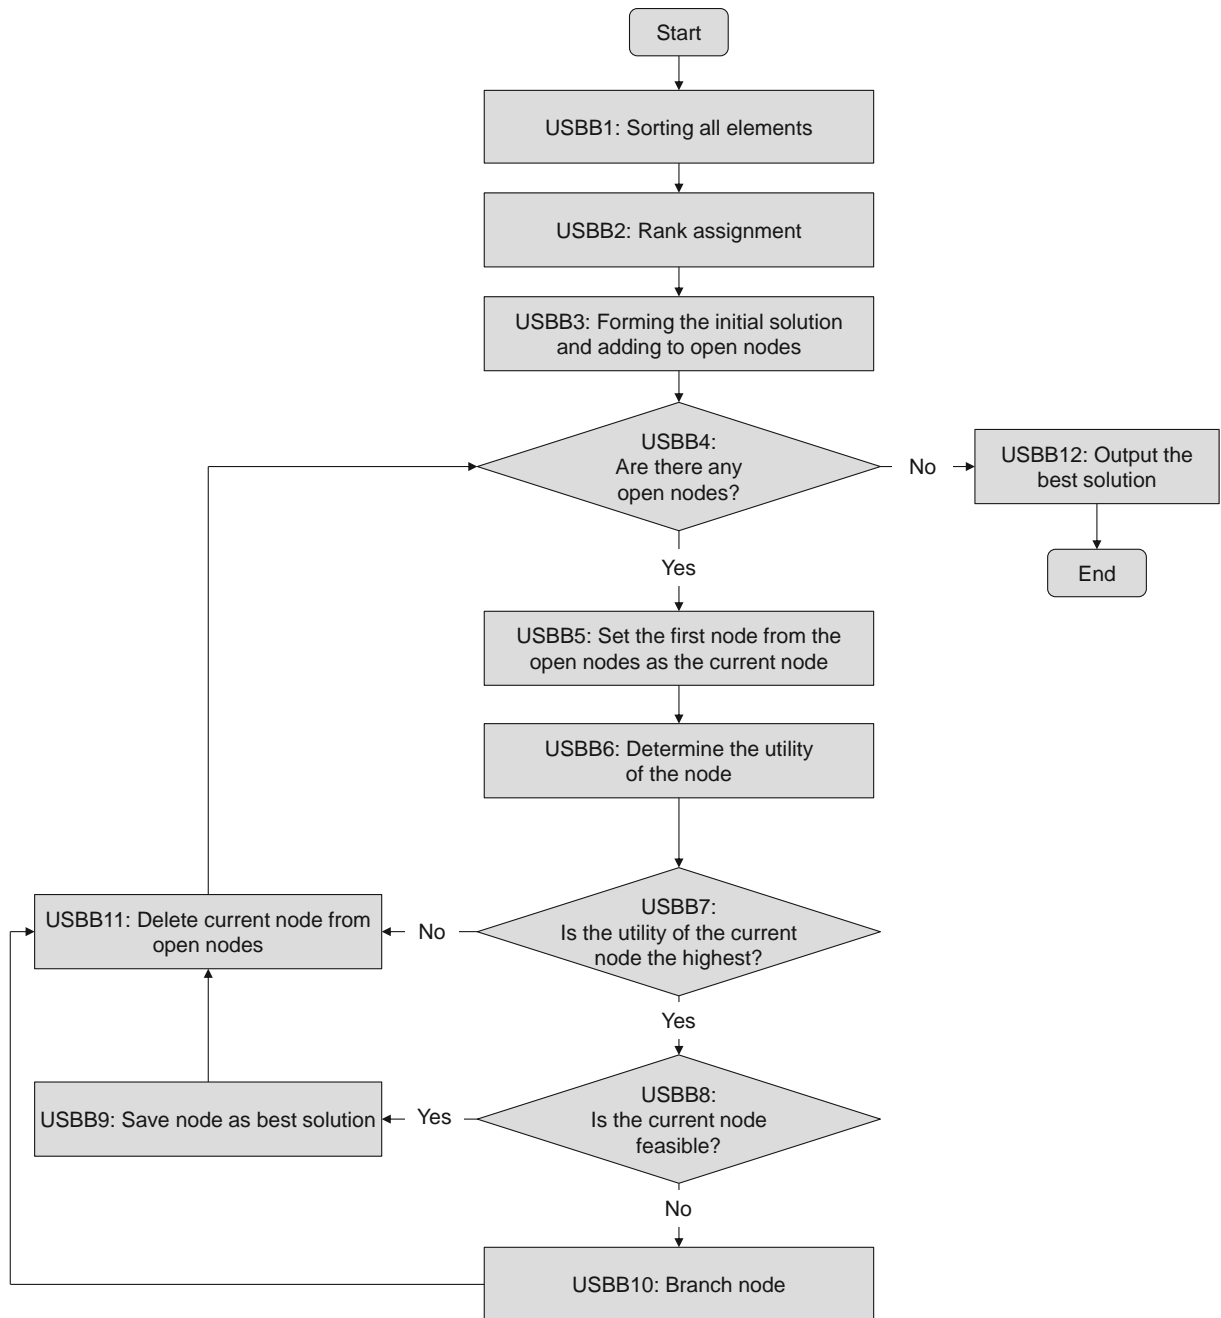 Start
USBB1: Sorting all elements
USBB2: Rank assignment
USBB3: Forming the initial solution
and adding to open nodes
USBB4:
Are there any
open nodes?
No
USBB12: Output the
best solution
End
Yes
USBB5: Set the first node from the
open nodes as the current node
USBB6: Determine the utility
of the node
USBB7:
Is the utility of the current
node the highest?
No
USBB11: Delete current node from
open nodes
Yes
USBB8:
Is the current node
feasible?
Yes
USBB9: Save node as best solution
No
USBB10: Branch node